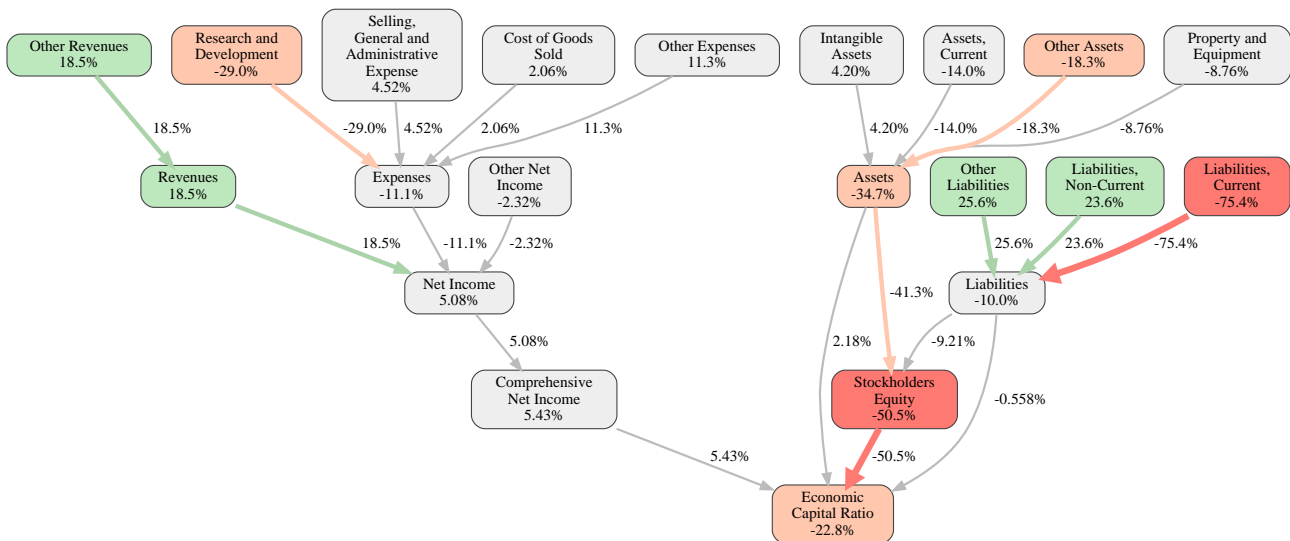 Other Revenues
18.5%
Research and
Development
-29.0%
Selling,
General and
Administrative
Expense
4.52%
Cost of Goods
Sold
2.06%
Other Expenses
11.3%
Intangible
Assets
4.20%
Assets,
Current
-14.0%
Other Assets
-18.3%
Property and
Equipment
-8.76%
18.5%
-29.0%
4.52%
2.06%
11.3%
4.20%
-14.0%
-18.3%
-8.76%
Revenues
18.5%
Expenses
-11.1%
Other Net
Income
-2.32%
Assets
-34.7%
Other
Liabilities
25.6%
Liabilities,
Non-Current
23.6%
Liabilities,
Current
-75.4%
18.5%
-11.1%
-2.32%
25.6%
23.6%
-75.4%
Net Income
5.08%
-41.3%
Liabilities
-10.0%
5.08%
2.18%
-9.21%
Comprehensive
Net Income
5.43%
Stockholders
Equity
-50.5%
-0.558%
5.43%
-50.5%
Economic
Capital Ratio
-22.8%